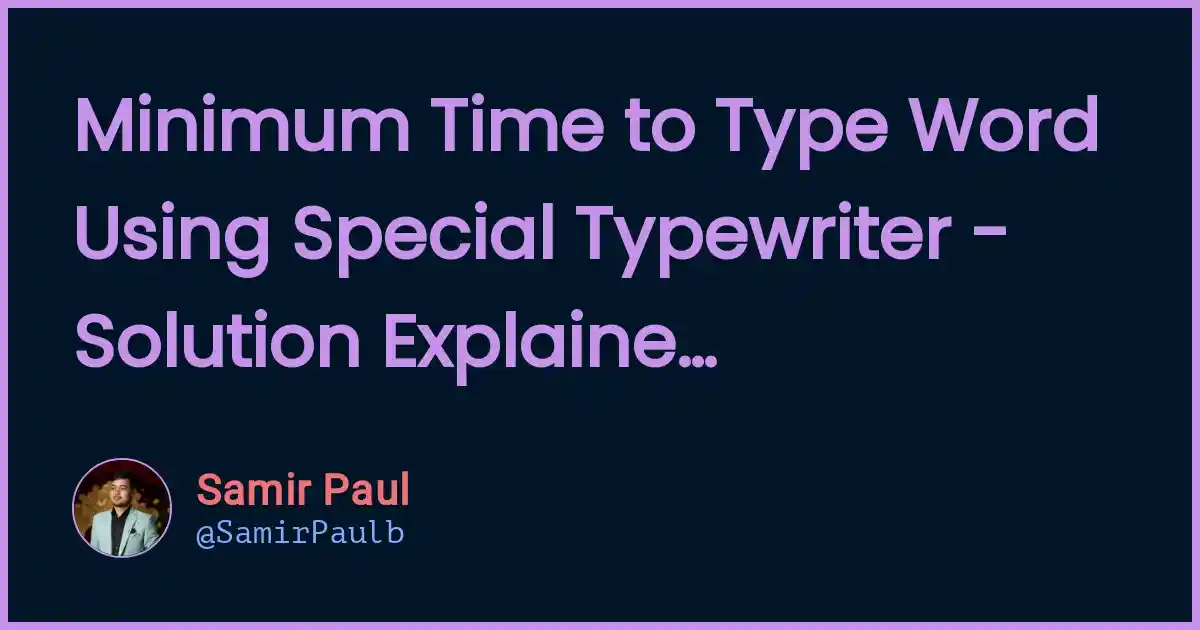 Minimum Time to Type Word
Using Special Typewriter -
Solution Explaine...
Samir Paul
@SamirPaulb